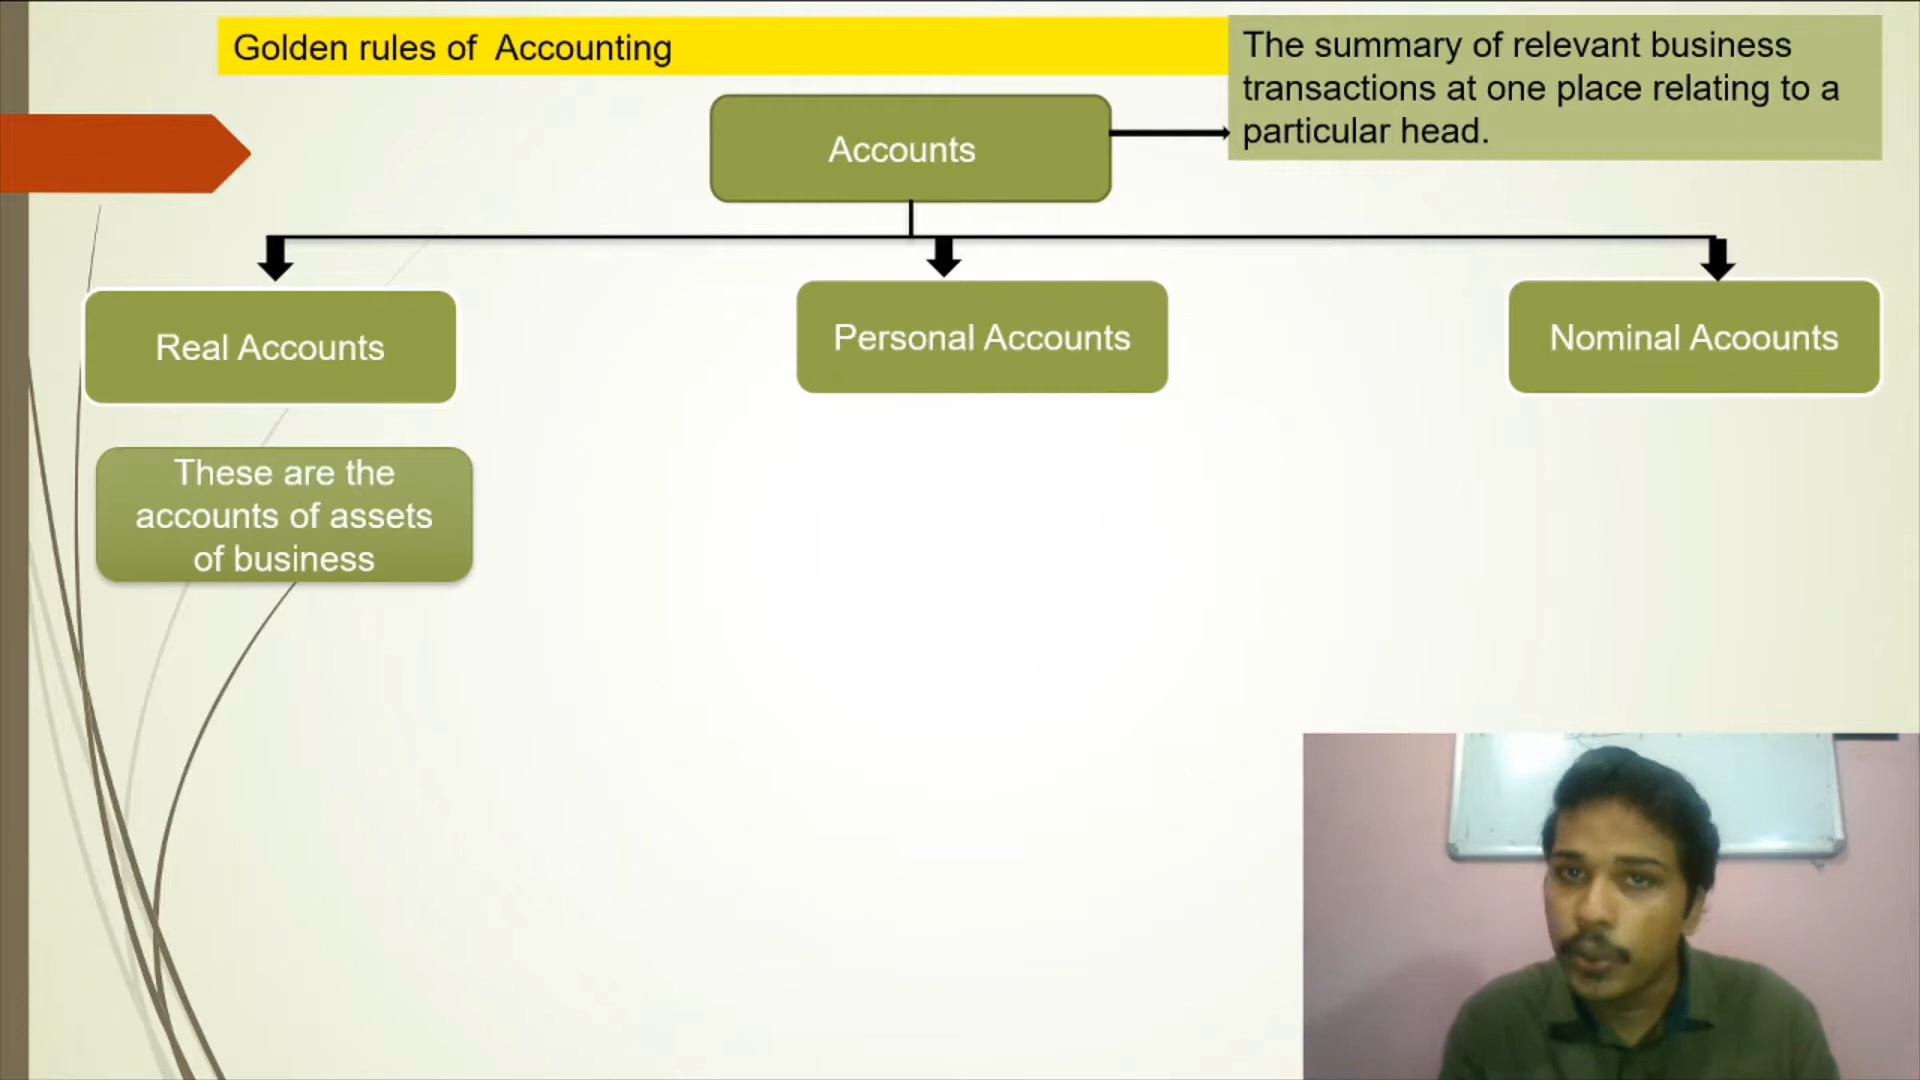 Golden rules of  Accounting
The summary of relevant business
transactions at one place relating to a
particular head.
Accounts
Real Accounts
Personal Accounts
Nominal Acoounts
These are the
accounts of assets
of business